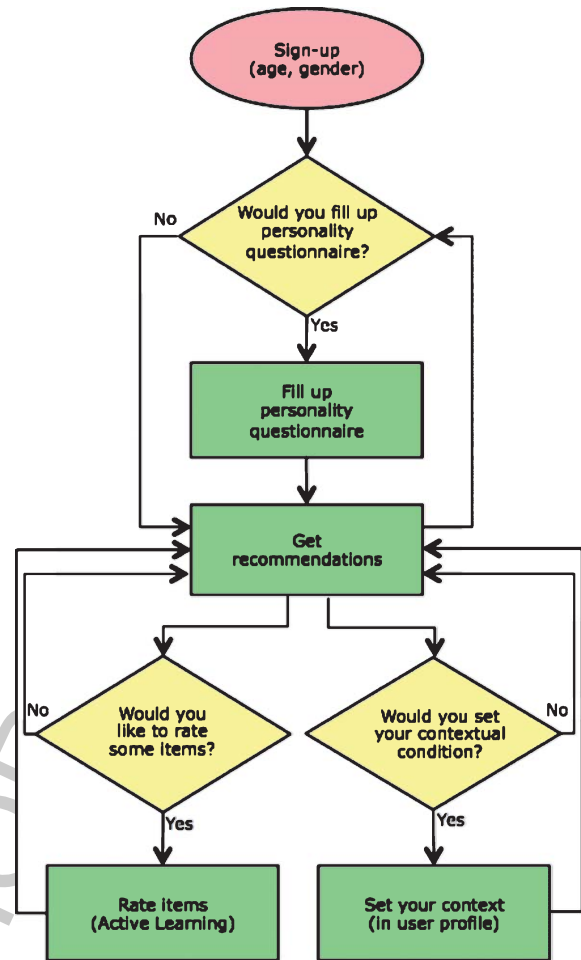 Sign-up
(age, gender)
No
Would you fill up
personality
questionnaire?
Yes
Fill up
personality
questionnaire
Get
recommendations
No
Would you
like to rate
some items?
Would you set
your contextual
condition?
No
Yes
Yes
Rate items
(Active Learning)
Set your context
(in user profile)